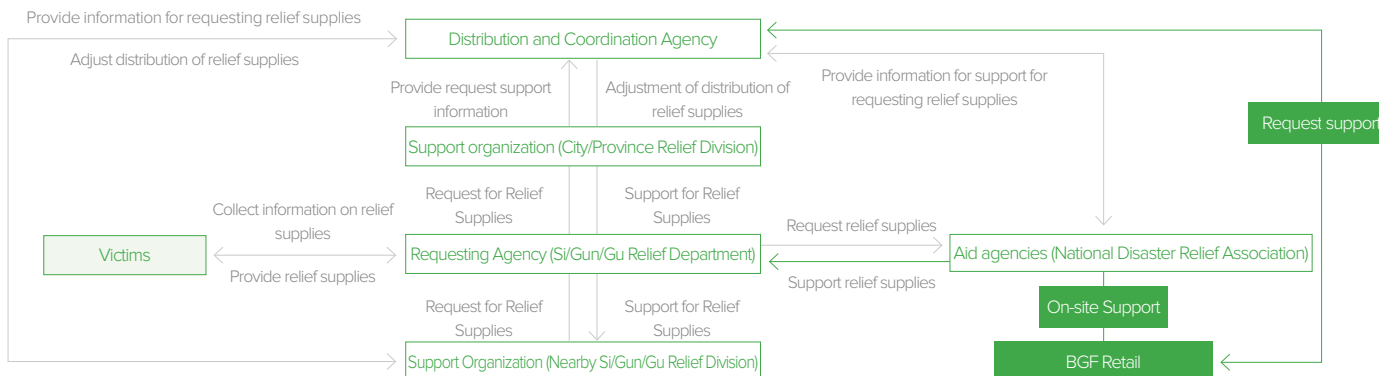 Provide information for requesting relief supplies
Adjust distribution of relief supplies
Distribution and Coordination Agency
Provide request support
information
Adjustment of distribution of
relief supplies
Provide information for support for
requesting relief supplies
Request support
Support organization (City/Province Relief Division)
Request for Relief
Supplies
Support for Relief
Supplies
Collect information on relief
supplies
Victims
Provide relief supplies
Requesting Agency (Si/Gun/Gu Relief Department)
Request relief supplies
Support relief supplies
Aid agencies (National Disaster Relief Association)
Request for Relief
Supplies
Support for Relief
Supplies
On-site Support
Support Organization (Nearby Si/Gun/Gu Relief Division)
BGF Retail